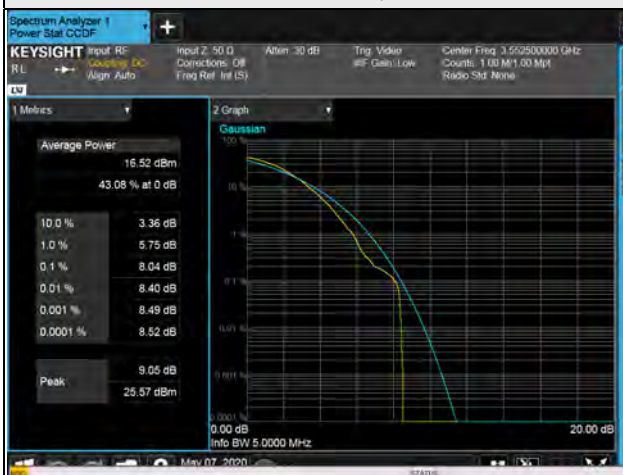 Spectrum Analyzer 1
Power Stat CCDF
+
KEYSIGHT Input: RF Input Z: 50 Ω Atten: 30 dB Trig: Video Center Freq: 3.552500000 GHz
RL Coupling: DC Corrections: Off #IF Gain: Low Counts: 1.00 M/1.00 Mpt
Align: Auto Freq Ref: Int (S) Radio Std: None
1 Metrics 2 Graph
Gaussian
Average Power 100 %
16.52 dBm
43.08 % at 0 dB
10 %
10.0 % 3.36 dB
1.0 % 5.75 dB
1 %
0.1 % 8.04 dB
0.01 % 8.40 dB
0.1 %
0.001 % 8.49 dB
0.0001 % 8.52 dB
0.01 %
9.05 dB
Peak
0.001 %
25.57 dBm
0.0001 %
0.00 dB 20.00 dB
Info BW 5.0000 MHz
May 07, 2020
MSG STATUS